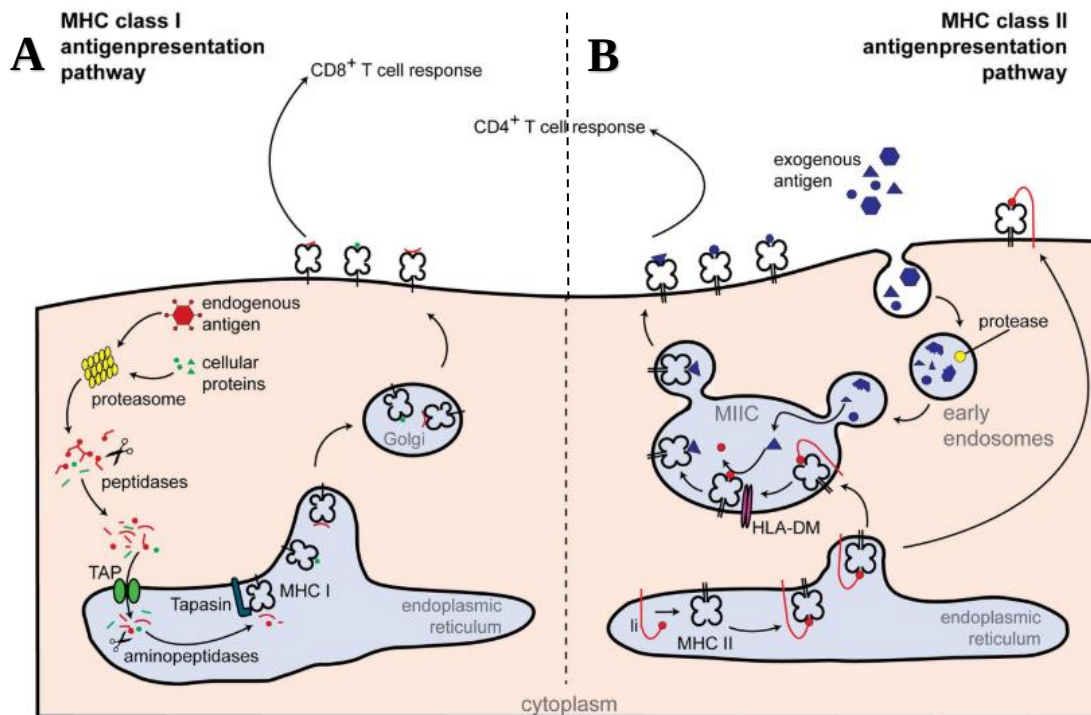 MHC class I
antigenpresentation
pathway
A
CD8+ T cell response
endogenous
antigen
cellular
proteins
proteasome
peptidases
TAP
Tapasin
MHC I
aminopeptidases
endoplasmic
reticulum
Golgi
B
MHC class II
antigenpresentation
pathway
CD4+ T cell response
exogenous
antigen
protease
early
endosomes
MIIC
HLA-DM
Ii
MHC II
endoplasmic
reticulum
cytoplasm